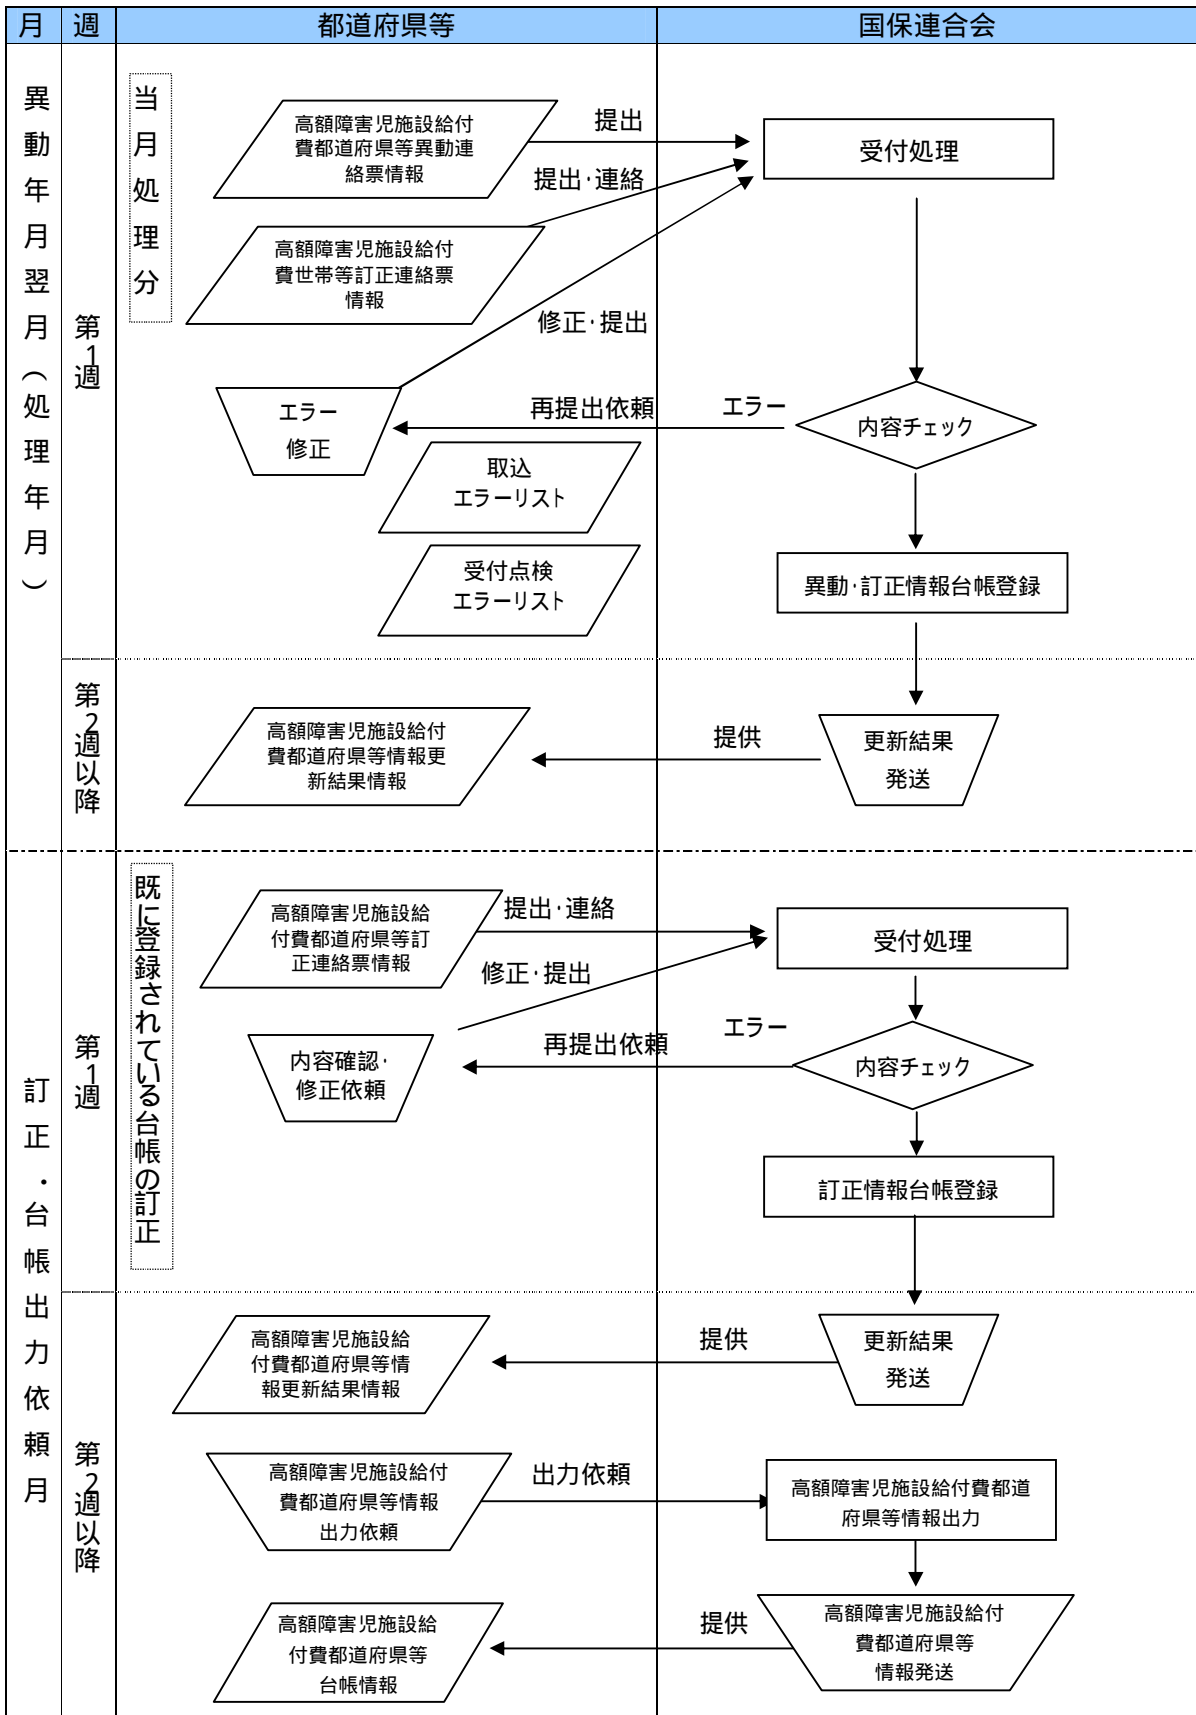 月
週
都道府県等
国保連合会
異動年月翌月（処理年月）
第1週
当月処理分
高額障害児施設給付
費都道府県等異動連
絡票情報
提出
受付処理
提出・連絡
高額障害児施設給付
費世帯等訂正連絡票
情報
修正・提出
エラー
修正
再提出依頼
エラー
内容チェック
取込
エラーリスト
受付点検
エラーリスト
異動・訂正情報台帳登録
第2週以降
高額障害児施設給付
費都道府県等情報更
新結果情報
提供
更新結果
発送
訂正・台帳出力依頼月
第1週
既に登録されている台帳の訂正
高額障害児施設給
付費都道府県等訂
正連絡票情報
提出・連絡
受付処理
修正・提出
内容確認・
修正依頼
再提出依頼
エラー
内容チェック
訂正情報台帳登録
第2週以降
高額障害児施設給
付費都道府県等情
報更新結果情報
提供
更新結果
発送
高額障害児施設給付
費都道府県等情報
出力依頼
出力依頼
高額障害児施設給付費都道
府県等情報出力
高額障害児施設給
付費都道府県等
台帳情報
提供
高額障害児施設給付
費都道府県等
情報発送